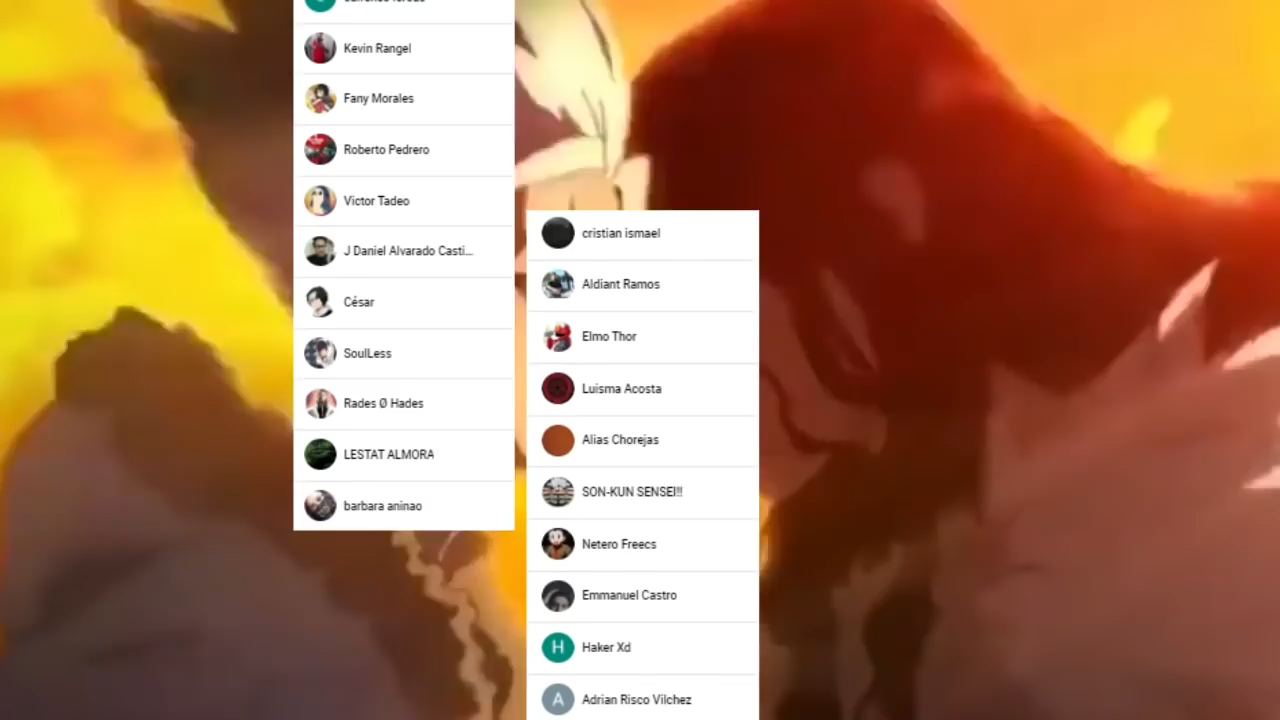 Kevin Rangel
Fany Morales
Roberto Pedrero
Victor Tadeo
J Daniel Alvarado Casti...
César
SoulLess
Rades Ø Hades
LESTAT ALMORA
barbara aninao
cristian ismael
Aldiant Ramos
Elmo Thor
Luisma Acosta
Alias Chorejas
SON-KUN SENSEI!!
Netero Freecs
Emmanuel Castro
H Haker Xd
A Adrian Risco Vilchez